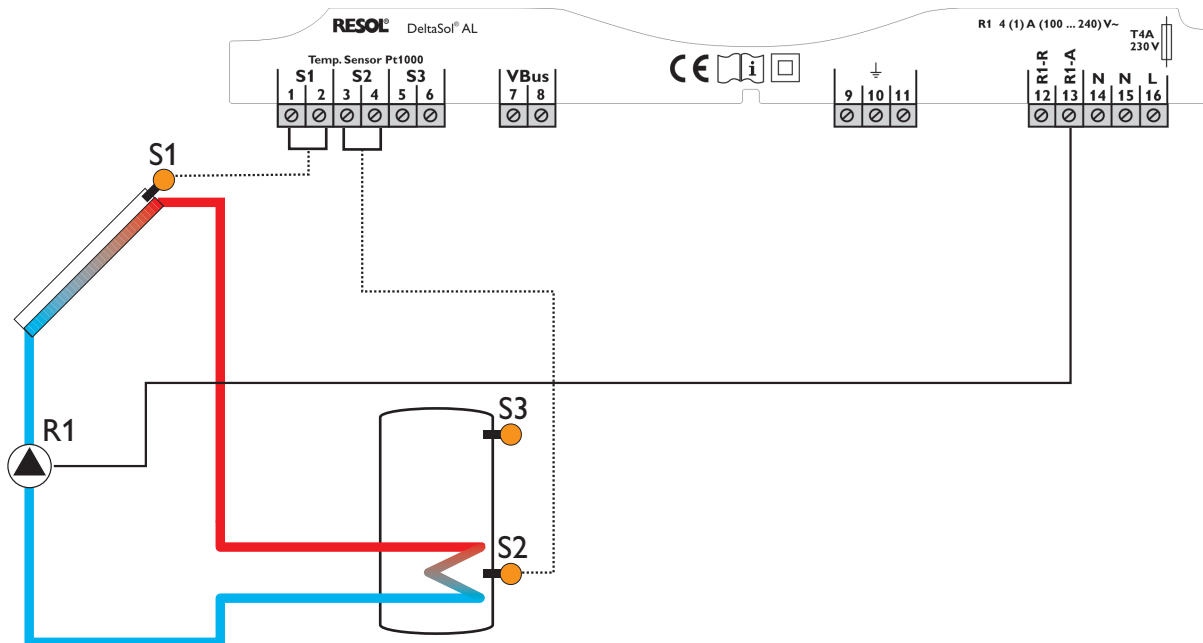 RESOL® DeltaSol® AL
R1 4 (1) A (100 ... 240) V~
T4A
230 V
Temp. Sensor Pt1000
S1 S2 S3
VBus
R1-R R1-A N N L
1 2 3 4 5 6 7 8 9 10 11 12 13 14 15 16
CE i
S1
R1
S3
S2